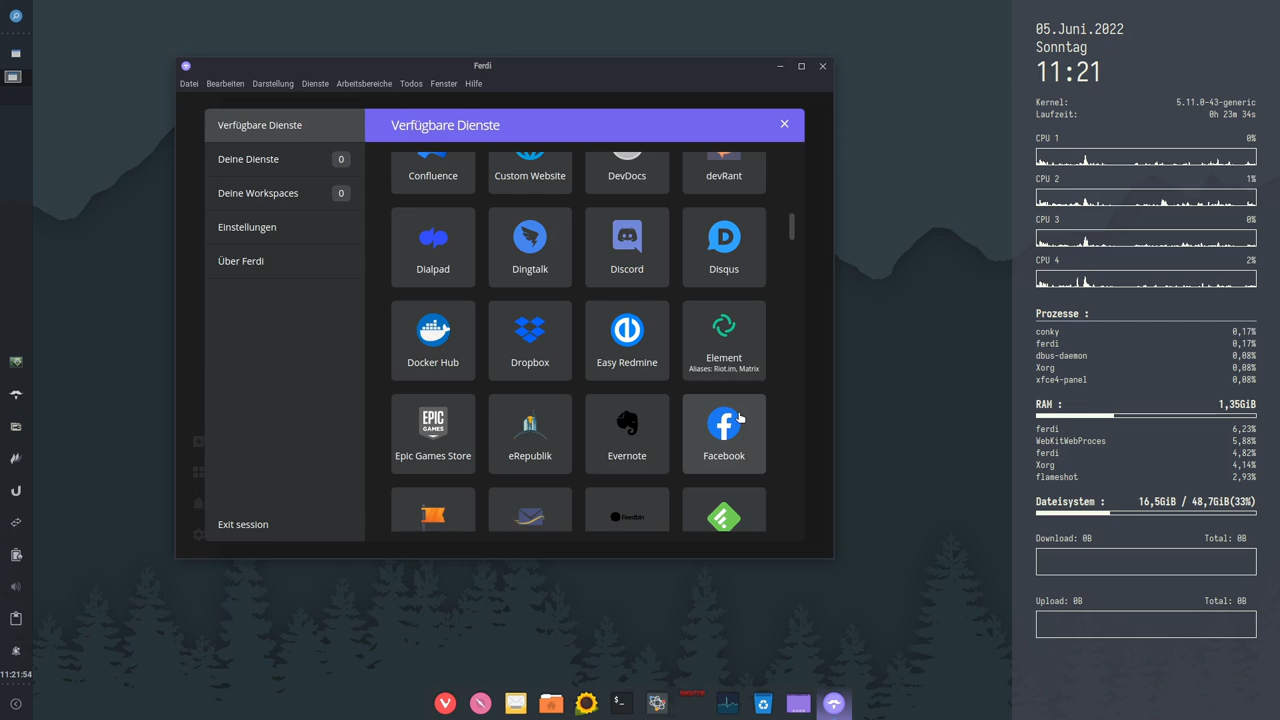 Ferdi
Datei Bearbeiten Darstellung Dienste Arbeitsbereiche Todos Fenster Hilfe
Verfügbare Dienste
Deine Dienste 0
Deine Workspaces 0
Einstellungen
Über Ferdi
Exit session
Verfügbare Dienste
Confluence Custom Website DevDocs devRant
Dialpad Dingtalk Discord Disqus
Docker Hub Dropbox Easy Redmine Element
Aliases: Riot.im, Matrix
EPIC
GAMES
Epic Games Store eRepublik Evernote Facebook
Feedbin
11:21:54
05.Juni.2022
Sonntag
11:21
Kernel: 5.11.0-43-generic
Laufzeit: 0h 23m 34s
CPU 1 0%
CPU 2 1%
CPU 3 0%
CPU 4 2%
Prozesse :
conky 0,17%
ferdi 0,17%
dbus-daemon 0,08%
Xorg 0,08%
xfce4-panel 0,08%
RAM : 1,35GiB
ferdi 6,23%
WebKitWebProces 5,88%
ferdi 4,82%
Xorg 4,14%
flameshot 2,93%
Dateisystem : 16,5GiB / 48,7GiB(33%)
Download: 0B Total: 0B
Upload: 0B Total: 0B